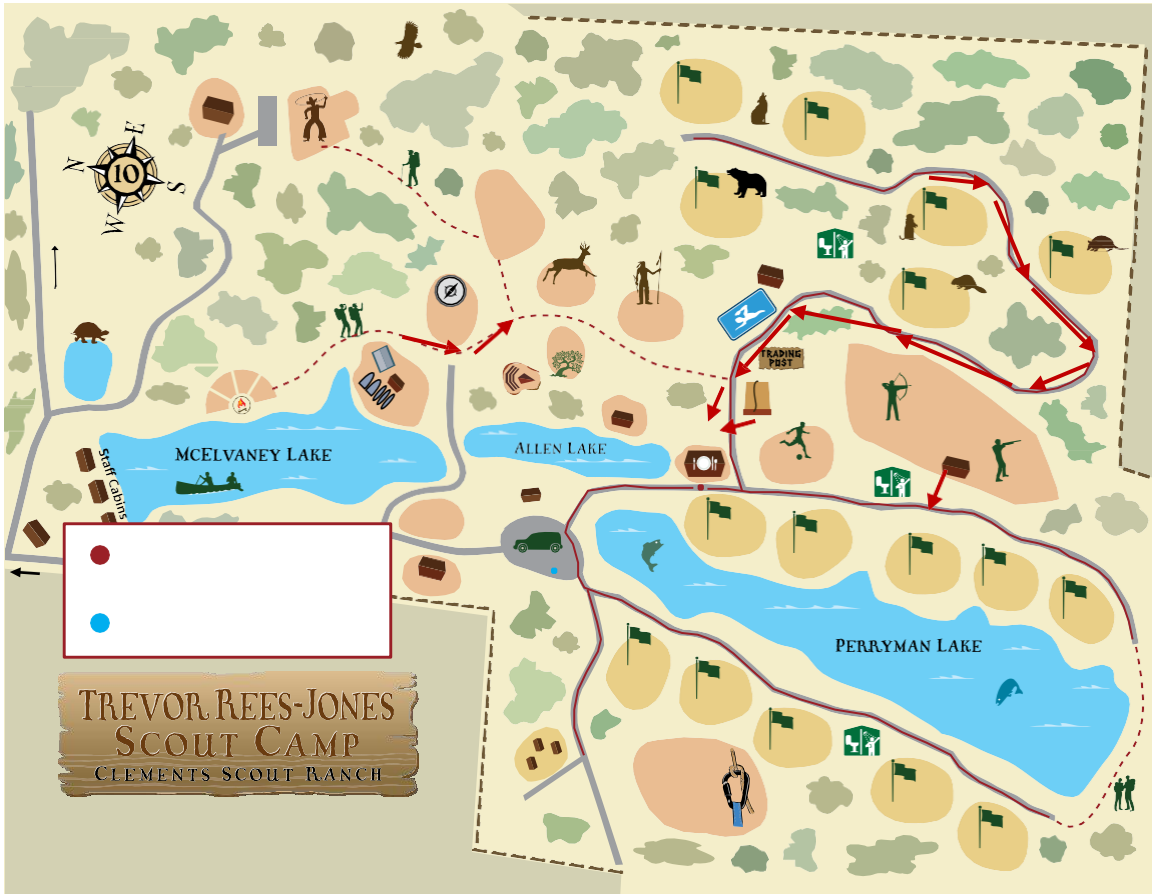 N
E
S
W
10
TRADING
POST
MCELVANEY LAKE
ALLEN LAKE
Staff Cabins
PERRYMAN LAKE
TREVOR REES-JONES
SCOUT CAMP
CLEMENTS SCOUT RANCH